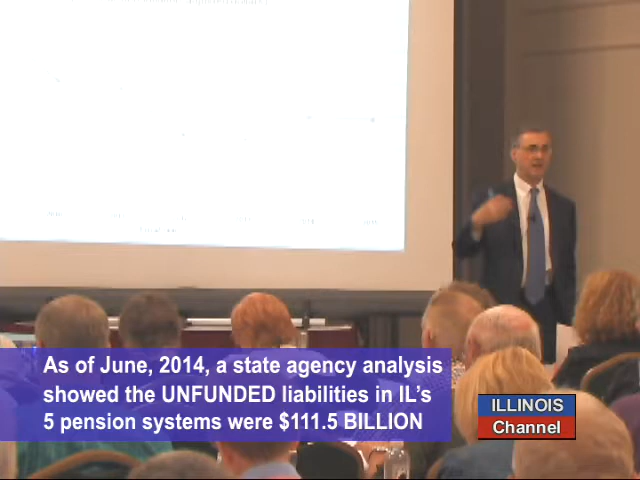 As of June, 2014, a state agency analysis
showed the UNFUNDED liabilities in IL's
5 pension systems were $111.5 BILLION
ILLINOIS
Channel